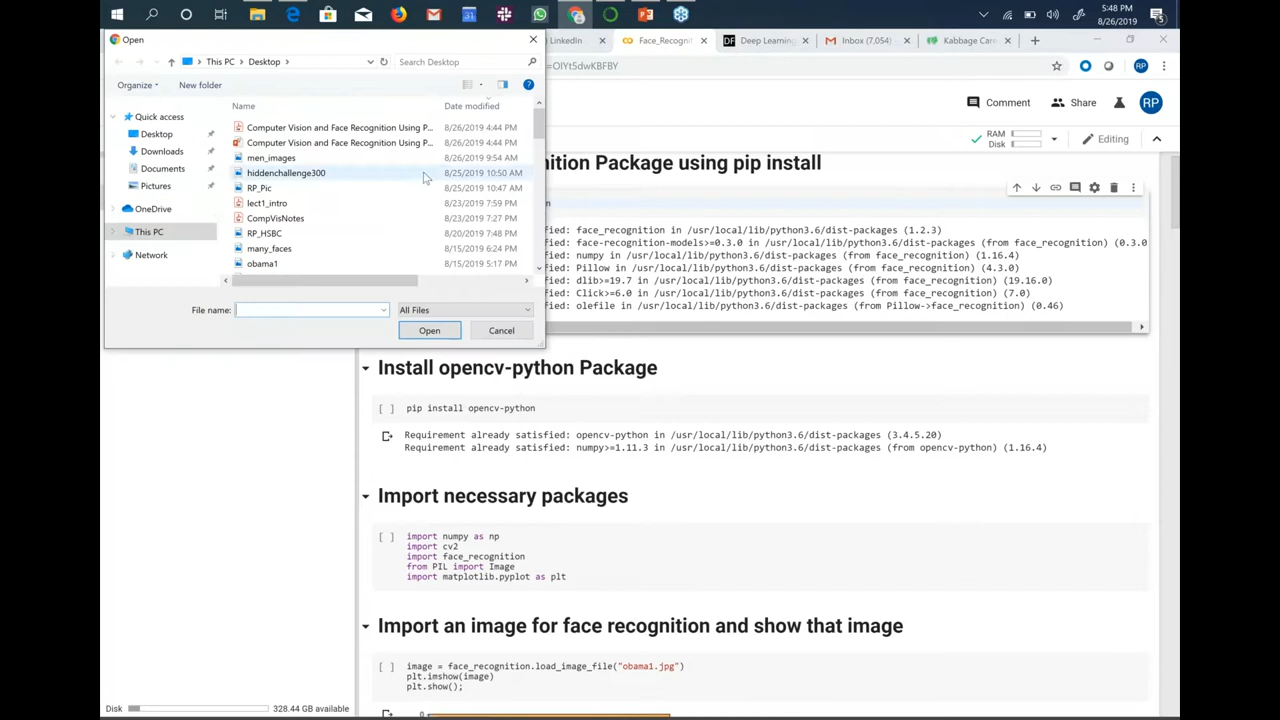 5:48 PM
8/26/2019
5
31
Open
LinkedIn
Face_Recogni
DF Deep Learning
Inbox (7,054)
Kabbage Care
This PC
Desktop
Search Desktop
=OIYt5dwKBFBY
RP
Organize
New folder
Comment
Share
RP
Name
Date modified
Quick access
Desktop
Downloads
Documents
Pictures
OneDrive
This PC
Network
Computer Vision and Face Recognition Using P... 8/26/2019 4:44 PM
Computer Vision and Face Recognition Using P... 8/26/2019 4:44 PM
men_images 8/26/2019 9:54 AM
hiddenchallenge300 8/25/2019 10:50 AM
RP_Pic 8/25/2019 10:47 AM
lect1_intro 8/23/2019 7:59 PM
CompVisNotes 8/23/2019 7:27 PM
RP_HSBC 8/20/2019 7:48 PM
many_faces 8/15/2019 6:24 PM
obama1 8/15/2019 5:17 PM
File name:
All Files
Open
Cancel
RAM
Disk
Editing
nition Package using pip install
n
fied: face_recognition in /usr/local/lib/python3.6/dist-packages (1.2.3)
fied: face-recognition-models>=0.3.0 in /usr/local/lib/python3.6/dist-packages (from face_recognition) (0.3.0
fied: numpy in /usr/local/lib/python3.6/dist-packages (from face_recognition) (1.16.4)
fied: Pillow in /usr/local/lib/python3.6/dist-packages (from face_recognition) (4.3.0)
fied: dlib>=19.7 in /usr/local/lib/python3.6/dist-packages (from face_recognition) (19.16.0)
fied: Click>=6.0 in /usr/local/lib/python3.6/dist-packages (from face_recognition) (7.0)
fied: olefile in /usr/local/lib/python3.6/dist-packages (from Pillow->face_recognition) (0.46)
Install opencv-python Package
[ ] pip install opencv-python
Requirement already satisfied: opencv-python in /usr/local/lib/python3.6/dist-packages (3.4.5.20)
Requirement already satisfied: numpy>=1.11.3 in /usr/local/lib/python3.6/dist-packages (from opencv-python) (1.16.4)
Import necessary packages
[ ] import numpy as np
import cv2
import face_recognition
from PIL import Image
import matplotlib.pyplot as plt
Import an image for face recognition and show that image
[ ] image = face_recognition.load_image_file("obama1.jpg")
plt.imshow(image)
plt.show();
0
Disk
328.44 GB available